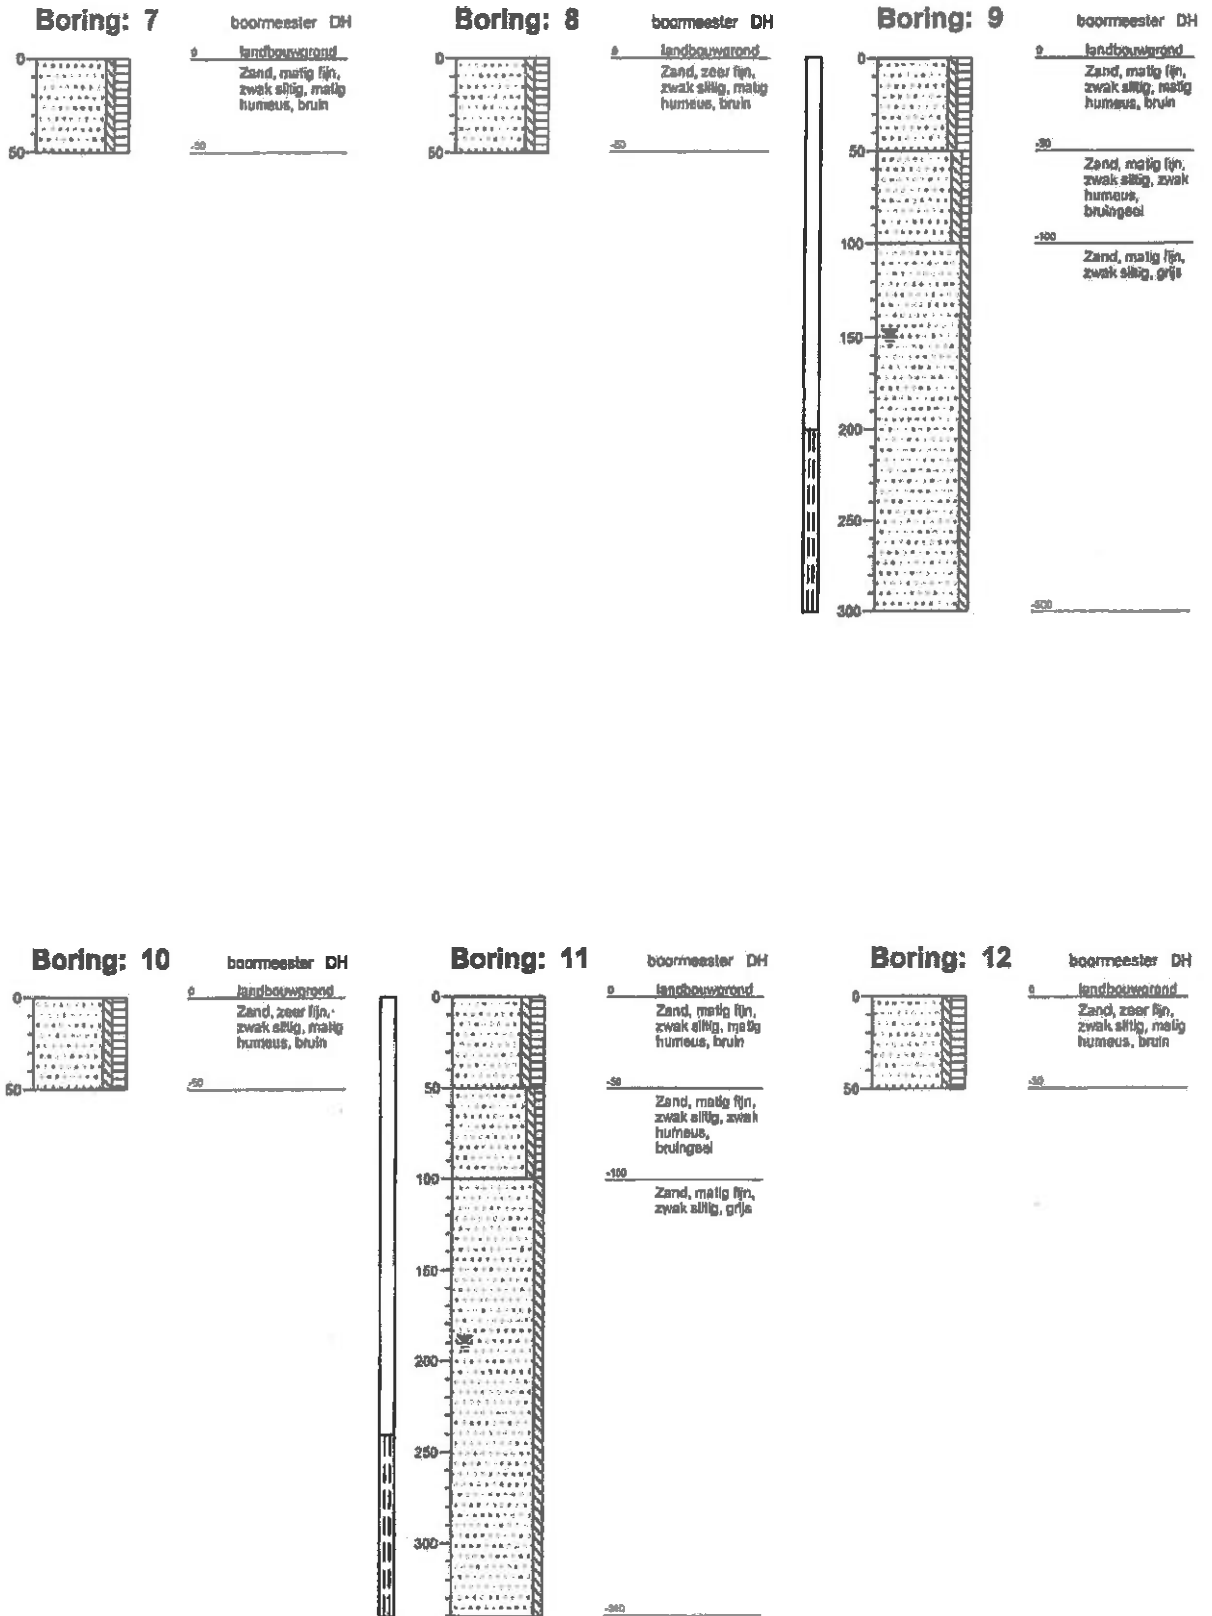 Boring: 7
boormeester DH
0 landbouwgrond
Zand, matig fijn,
zwak siltig, matig
humeus, bruin
-50
0
50
Boring: 8
boormeester DH
0 landbouwgrond
Zand, zeer fijn,
zwak siltig, matig
humeus, bruin
-50
0
50
Boring: 9
boormeester DH
0 landbouwgrond
Zand, matig fijn,
zwak siltig, matig
humeus, bruin
-50
Zand, matig fijn,
zwak siltig, zwak
humeus,
bruingeel
-100
Zand, matig fijn,
zwak siltig, grijs
-300
0
50
100
150
200
250
300
Boring: 10
boormeester DH
0 landbouwgrond
Zand, zeer fijn,
zwak siltig, matig
humeus, bruin
-50
0
50
Boring: 11
boormeester DH
0 landbouwgrond
Zand, matig fijn,
zwak siltig, matig
humeus, bruin
-50
Zand, matig fijn,
zwak siltig, zwak
humeus,
bruingeel
-100
Zand, matig fijn,
zwak siltig, grijs
-340
0
50
100
150
200
250
300
Boring: 12
boormeester DH
0 landbouwgrond
Zand, zeer fijn,
zwak siltig, matig
humeus, bruin
-50
0
50